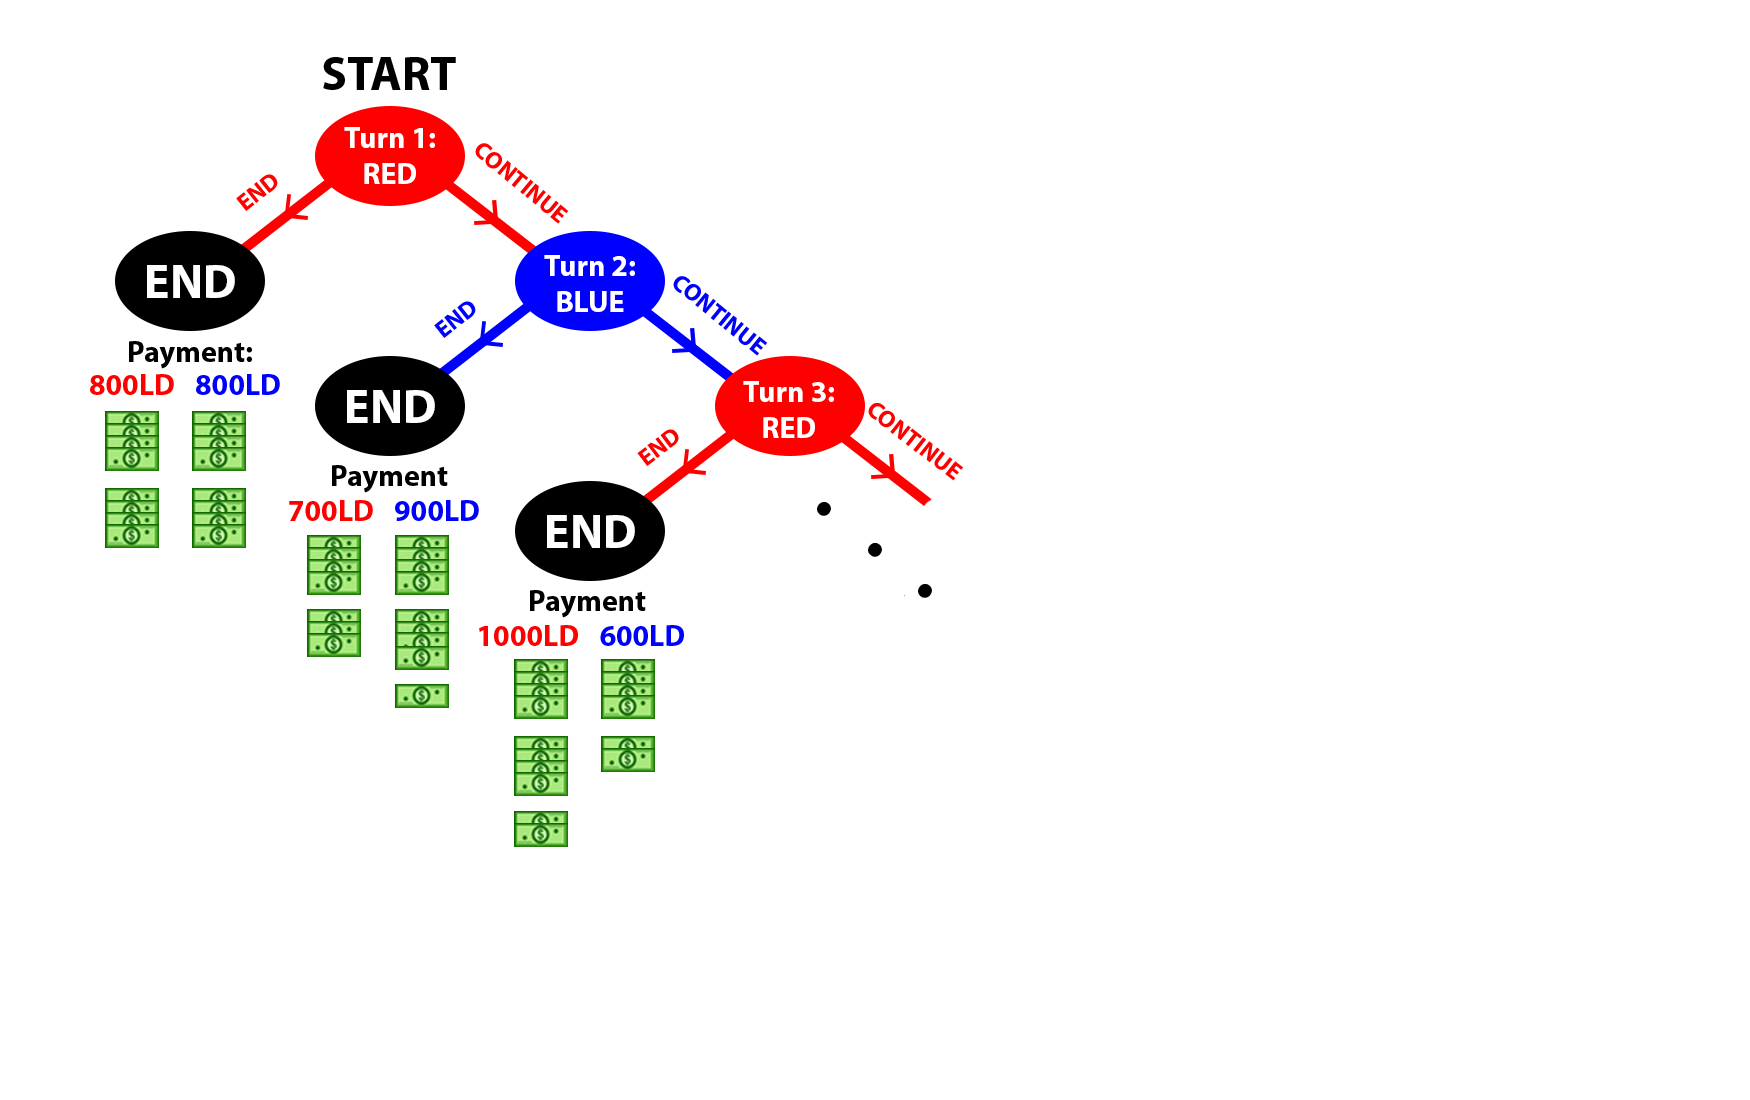 START
Turn 1:
RED
END
CONTINUE
END
Payment:
800LD 800LD
Turn 2:
BLUE
END
CONTINUE
END
Payment
700LD 900LD
Turn 3:
RED
END
CONTINUE
END
Payment
1000LD 600LD